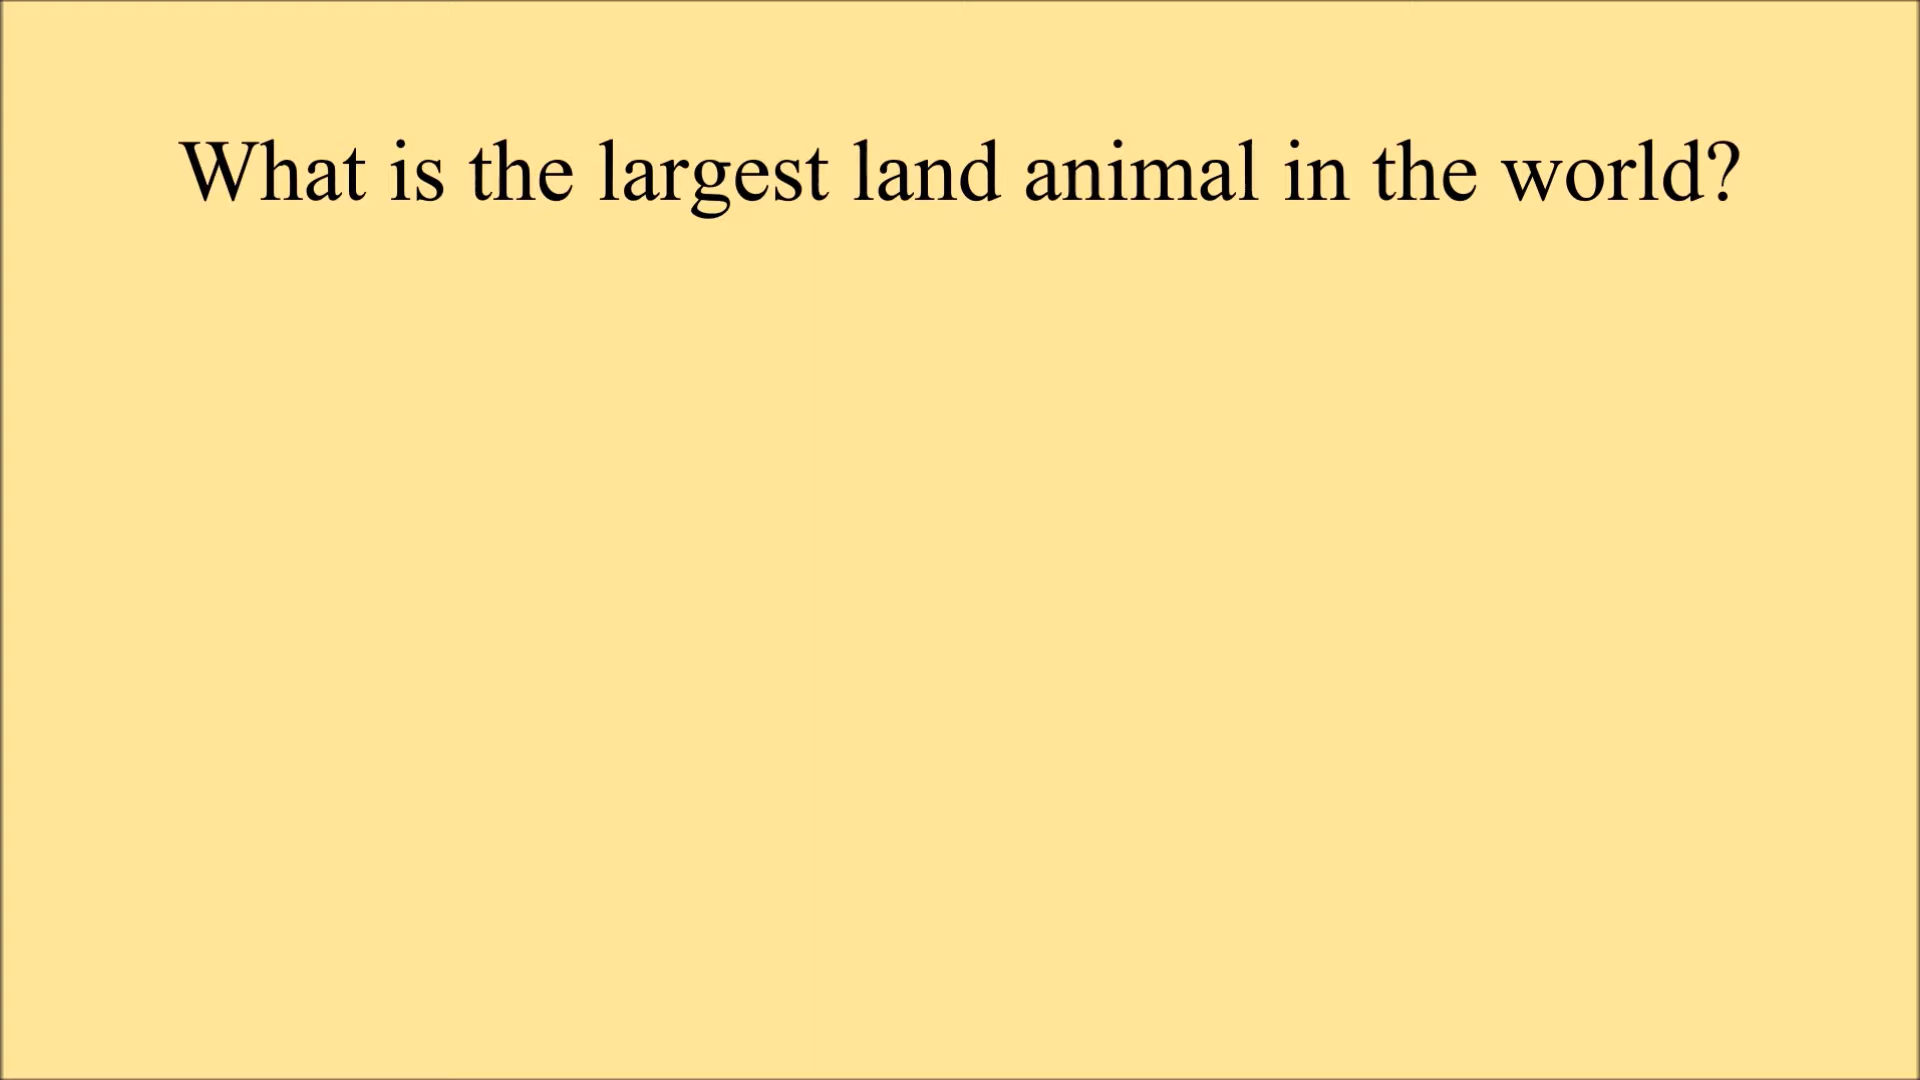 What is the largest land animal in the world?